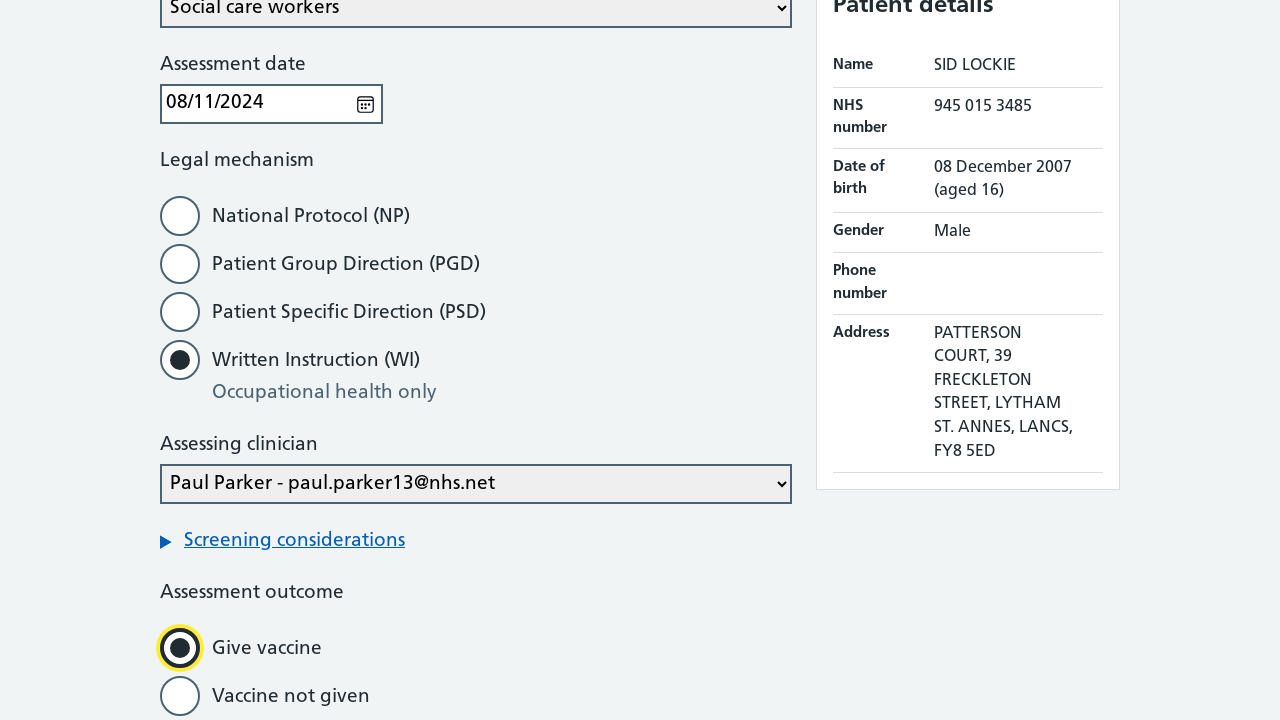 Social care workers
Assessment date
08/11/2024
Legal mechanism
National Protocol (NP)
Patient Group Direction (PGD)
Patient Specific Direction (PSD)
Written Instruction (WI)
Occupational health only
Assessing clinician
Paul Parker - paul.parker13@nhs.net
Screening considerations
Assessment outcome
Give vaccine
Vaccine not given
Patient details
Name SID LOCKIE
NHS number 945 015 3485
Date of birth 08 December 2007 (aged 16)
Gender Male
Phone number
Address PATTERSON
COURT, 39
FRECKLETON
STREET, LYTHAM
ST. ANNES, LANCS,
FY8 5ED